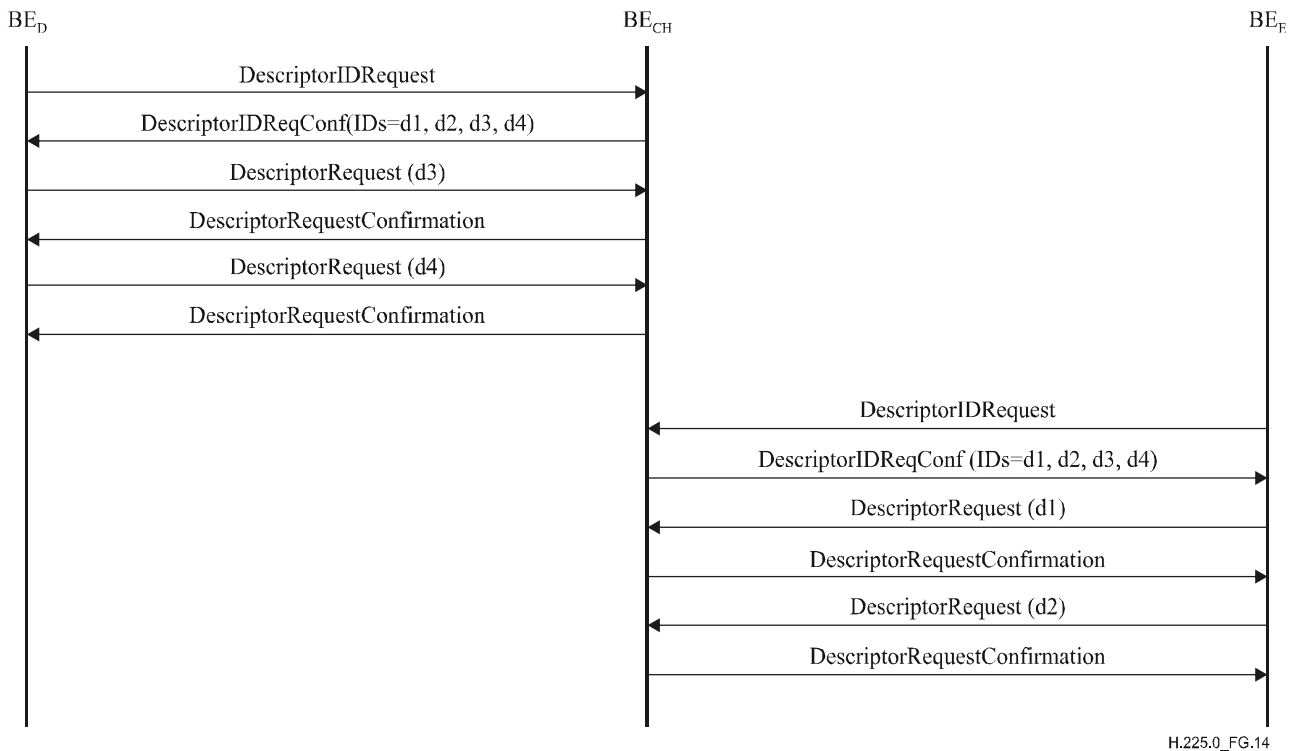 BE_D
BE_CH
BE_E
DescriptorIDRequest
DescriptorIDReqConf(IDs=d1, d2, d3, d4)
DescriptorRequest (d3)
DescriptorRequestConfirmation
DescriptorRequest (d4)
DescriptorRequestConfirmation
DescriptorIDRequest
DescriptorIDReqConf (IDs=d1, d2, d3, d4)
DescriptorRequest (d1)
DescriptorRequestConfirmation
DescriptorRequest (d2)
DescriptorRequestConfirmation
H.225.0_FG.14